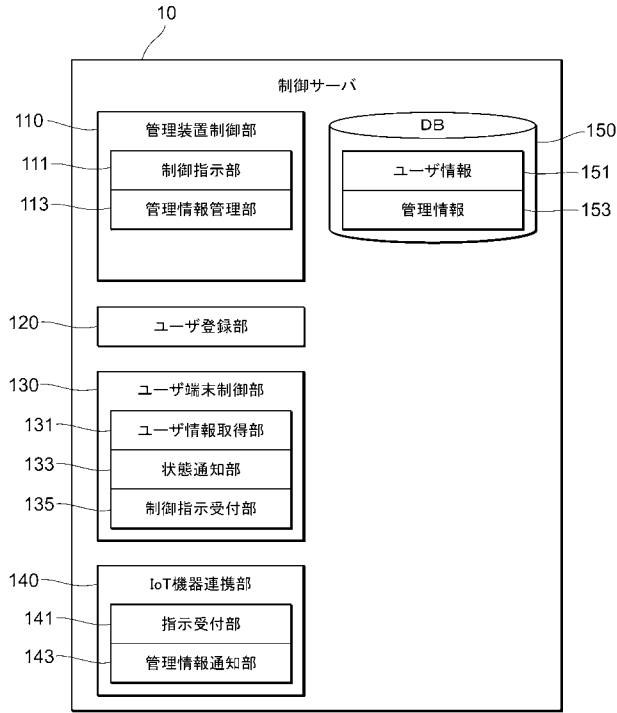 10
制御サーバ
110
管理装置制御部
111
制御指示部
113
管理情報管理部
DB
150
ユーザ情報
151
管理情報
153
120
ユーザ登録部
130
ユーザ端末制御部
131
ユーザ情報取得部
133
状態通知部
135
制御指示受付部
140
IoT機器連携部
141
指示受付部
143
管理情報通知部